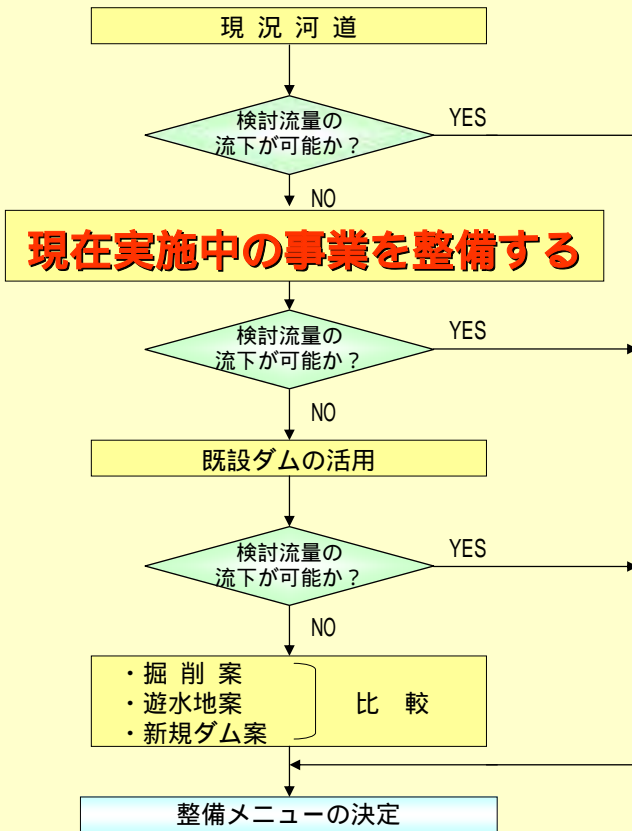 現 況 河 道
検討流量の
流下が可能か？
YES
NO
現在実施中の事業を整備する
検討流量の
流下が可能か？
YES
NO
既設ダムの活用
検討流量の
流下が可能か？
YES
NO
・掘 削 案
・遊水地案
・新規ダム案
比 較
整備メニューの決定